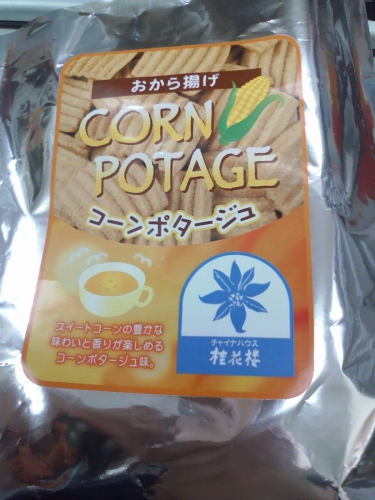 おから揚げ
CORN
POTAGE
コーンポタージュ
スイートコーンの豊かな
味わいと香りが楽しめる
コーンポタージュ味。
チャイナハウス
桂花楼